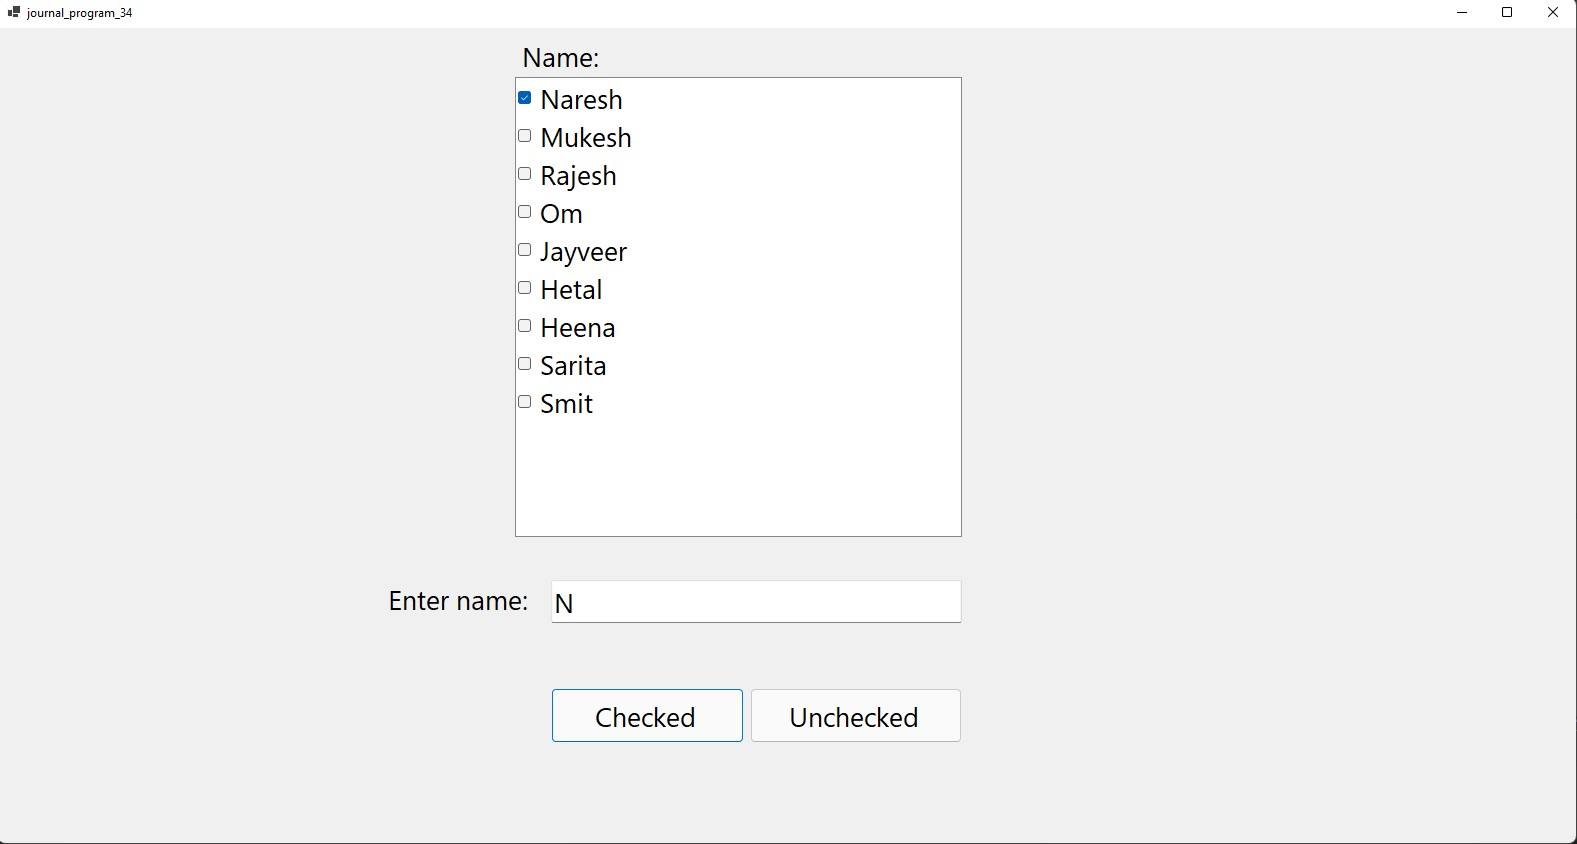 journal_program_34
Name:
Naresh
Mukesh
Rajesh
Om
Jayveer
Hetal
Heena
Sarita
Smit
Enter name: N
Checked Unchecked